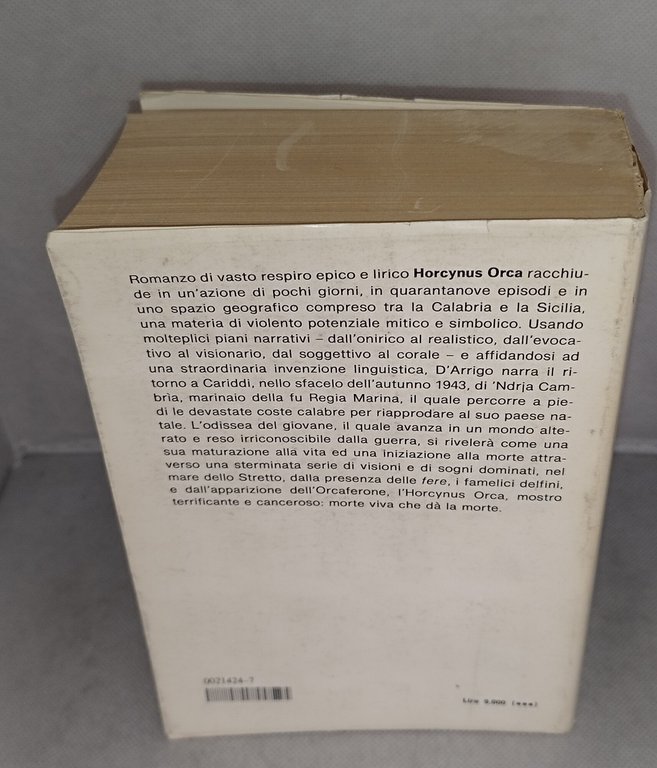 Romanzo di vasto respiro epico e lirico Horcynus Orca racchiu-
de in un'azione di pochi giorni, in quarantanove episodi e in
uno spazio geografico compreso tra la Calabria e la Sicilia,
una materia di violento potenziale mitico e simbolico. Usando
molteplici piani narrativi – dall'onirico al realistico, dall'evoca-
tivo al visionario, dal soggettivo al corale – e affidandosi ad
una straordinaria invenzione linguistica, D'Arrigo narra il ri-
torno a Cariddi, nello sfacelo dell'autunno 1943, di 'Ndrja Cam-
brìa, marinaio della fu Regia Marina, il quale percorre a pie-
di le devastate coste calabre per riapprodare al suo paese na-
tale. L'odissea del giovane, il quale avanza in un mondo alte-
rato e reso irriconoscibile dalla guerra, si rivelerà come una
sua maturazione alla vita ed una iniziazione alla morte attra-
verso una sterminata serie di visioni e di sogni dominati, nel
mare dello Stretto, dalla presenza delle fere, i famelici delfini,
e dall'apparizione dell'Orcaferone, l'Horcynus Orca, mostro
terrificante e canceroso: morte viva che dà la morte.
0021424-7
Lire 9.000 (***)